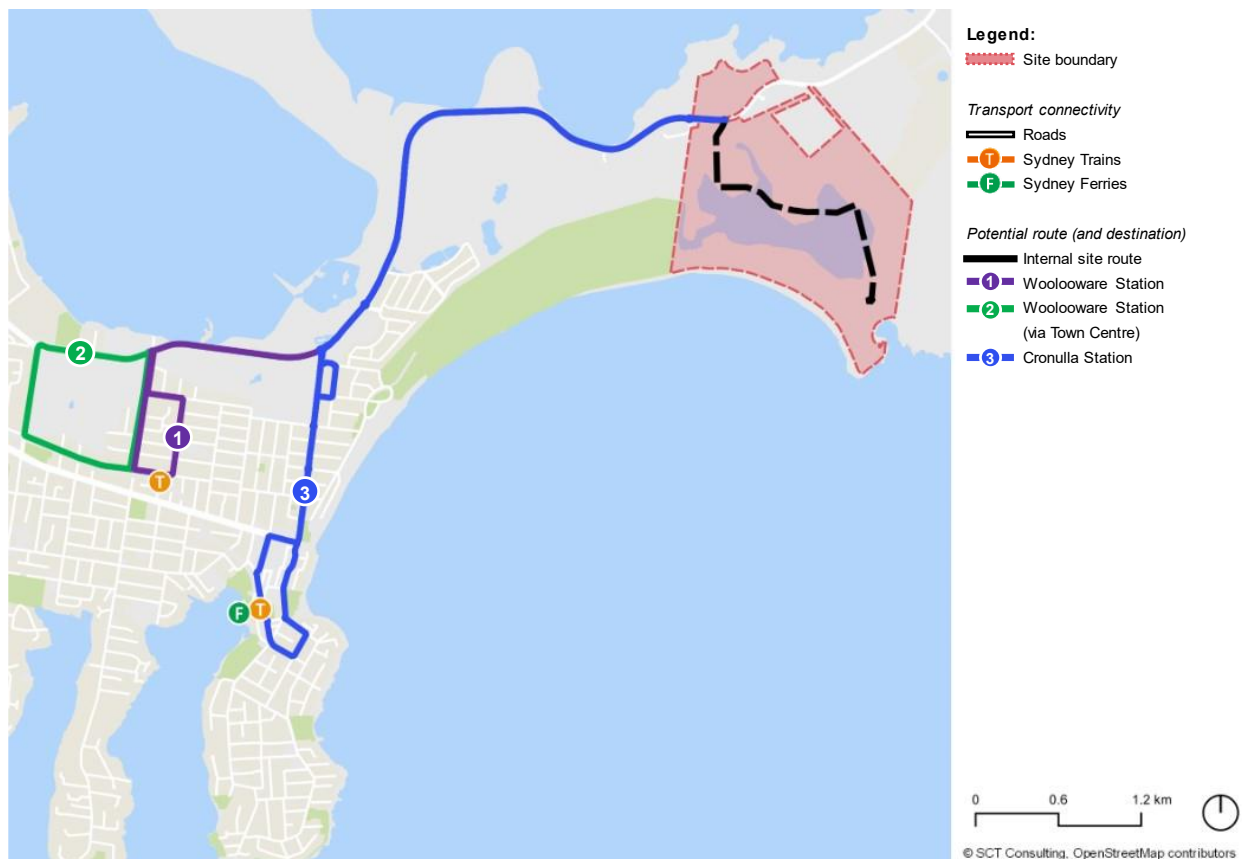 Legend:
Site boundary
Transport connectivity
Roads
T Sydney Trains
F Sydney Ferries
Potential route (and destination)
Internal site route
1 Woolooware Station
2 Woolooware Station
(via Town Centre)
3 Cronulla Station
2
1
T
3
F
T
0 0.6 1.2 km
© SCT Consulting, OpenStreetMap contributors